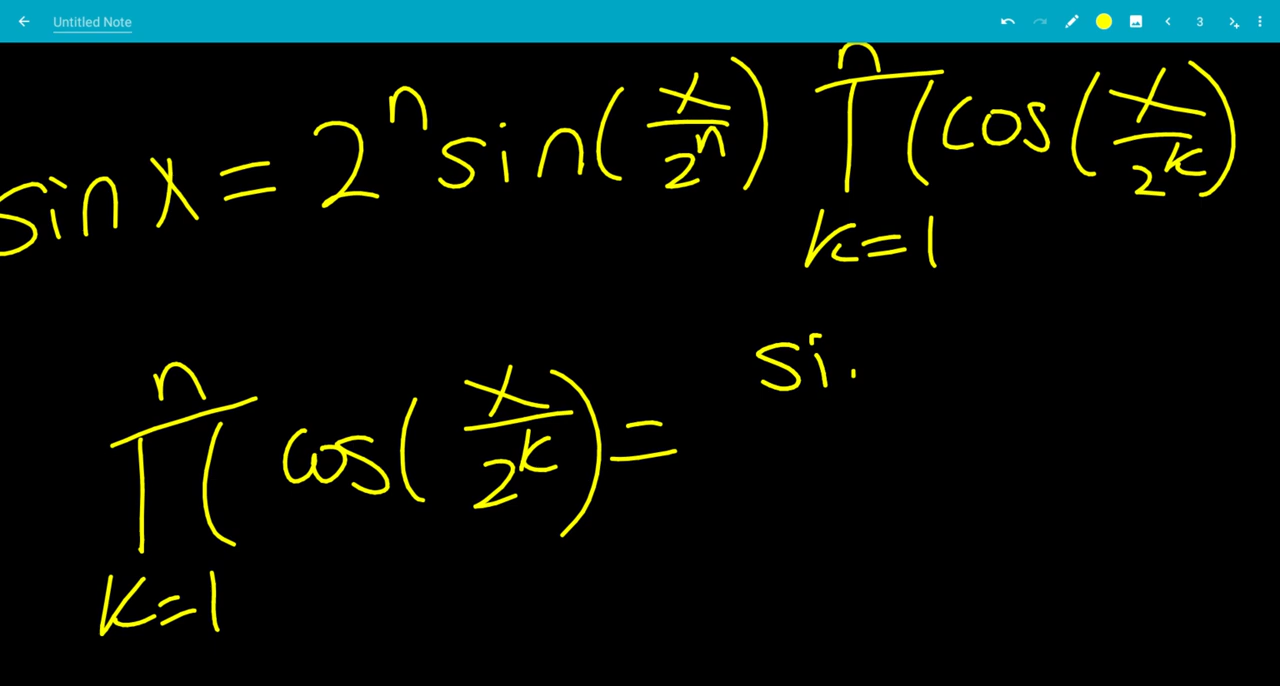 Untitled Note
3
sin x = 2^n sin(x/2^n) ∏_{k=1}^{n} (cos(x/2^k)
∏_{k=1}^{n} (cos(x/2^k) =
si.